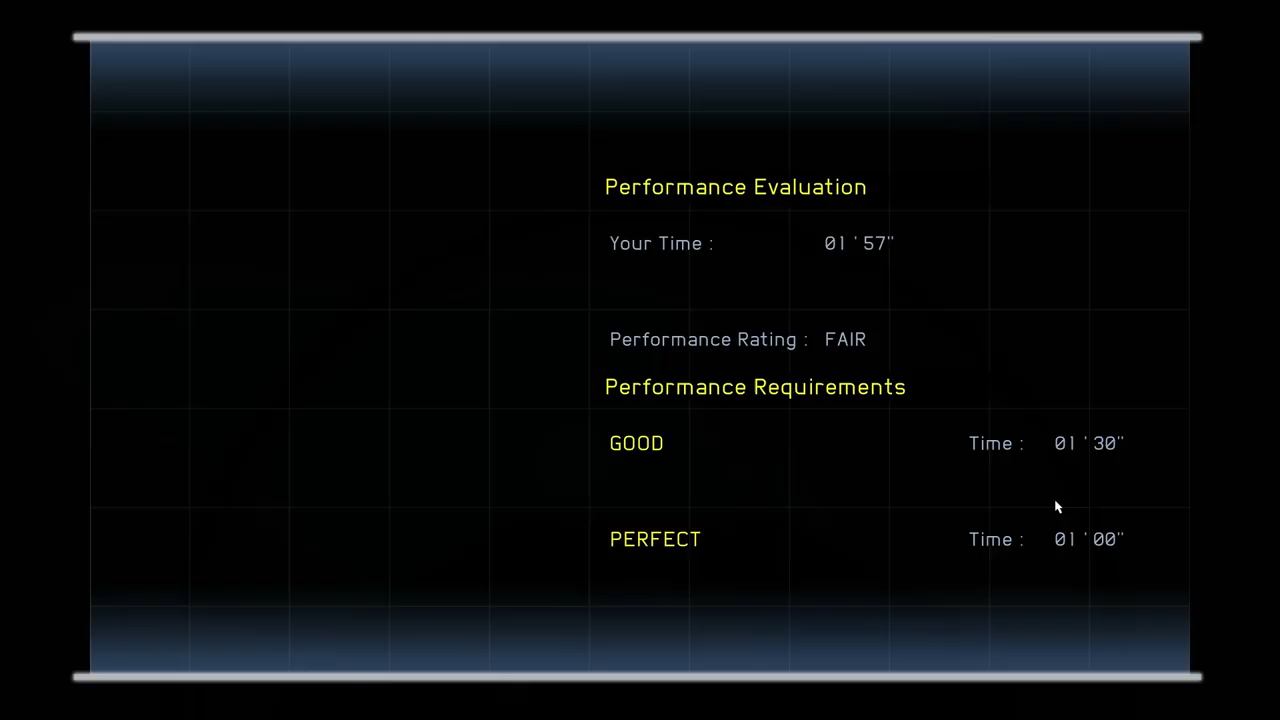 Performance Evaluation
Your Time : 01 ' 57"
Performance Rating : FAIR
Performance Requirements
GOOD Time : 01 ' 30"
PERFECT Time : 01 ' 00"